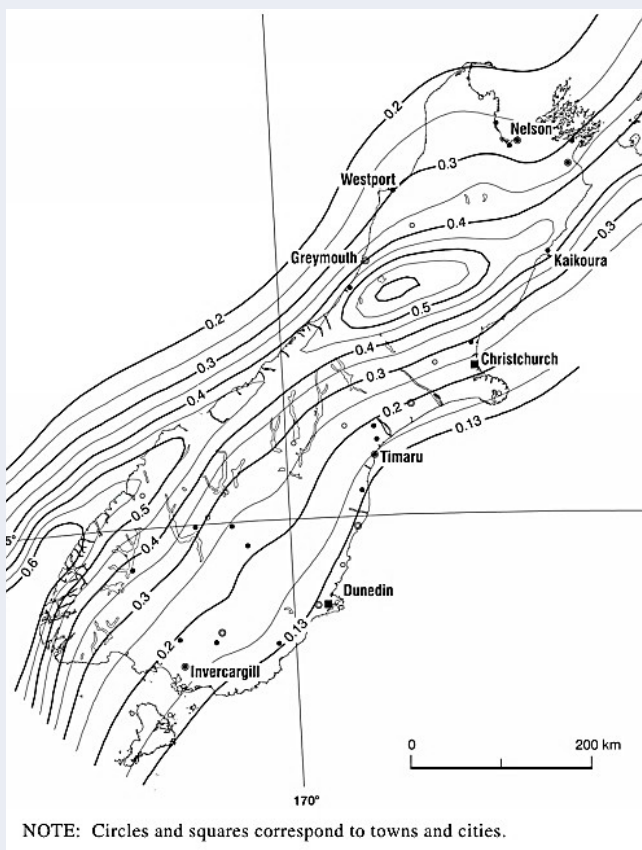 0.2
Nelson
0.3
Westport
0.4
0.3
Greymouth
Kaikoura
0.5
0.2
0.4
0.3
Christchurch
0.3
0.4
0.2
0.13
Timaru
0.5
5°
0.4
0.6
Dunedin
0.3
0.13
0.2
Invercargill
0 200 km
170°
NOTE: Circles and squares correspond to towns and cities.